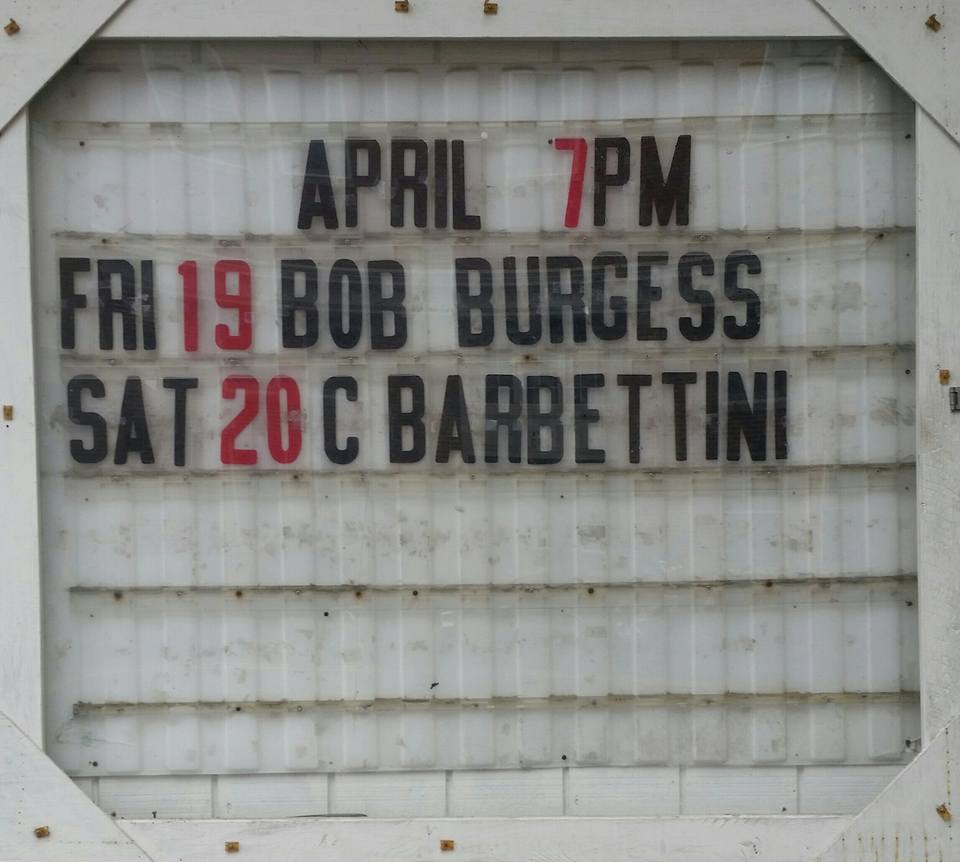 APRIL 7PM
FRI 19 BOB BURGESS
SAT 20 C BARBETTINI